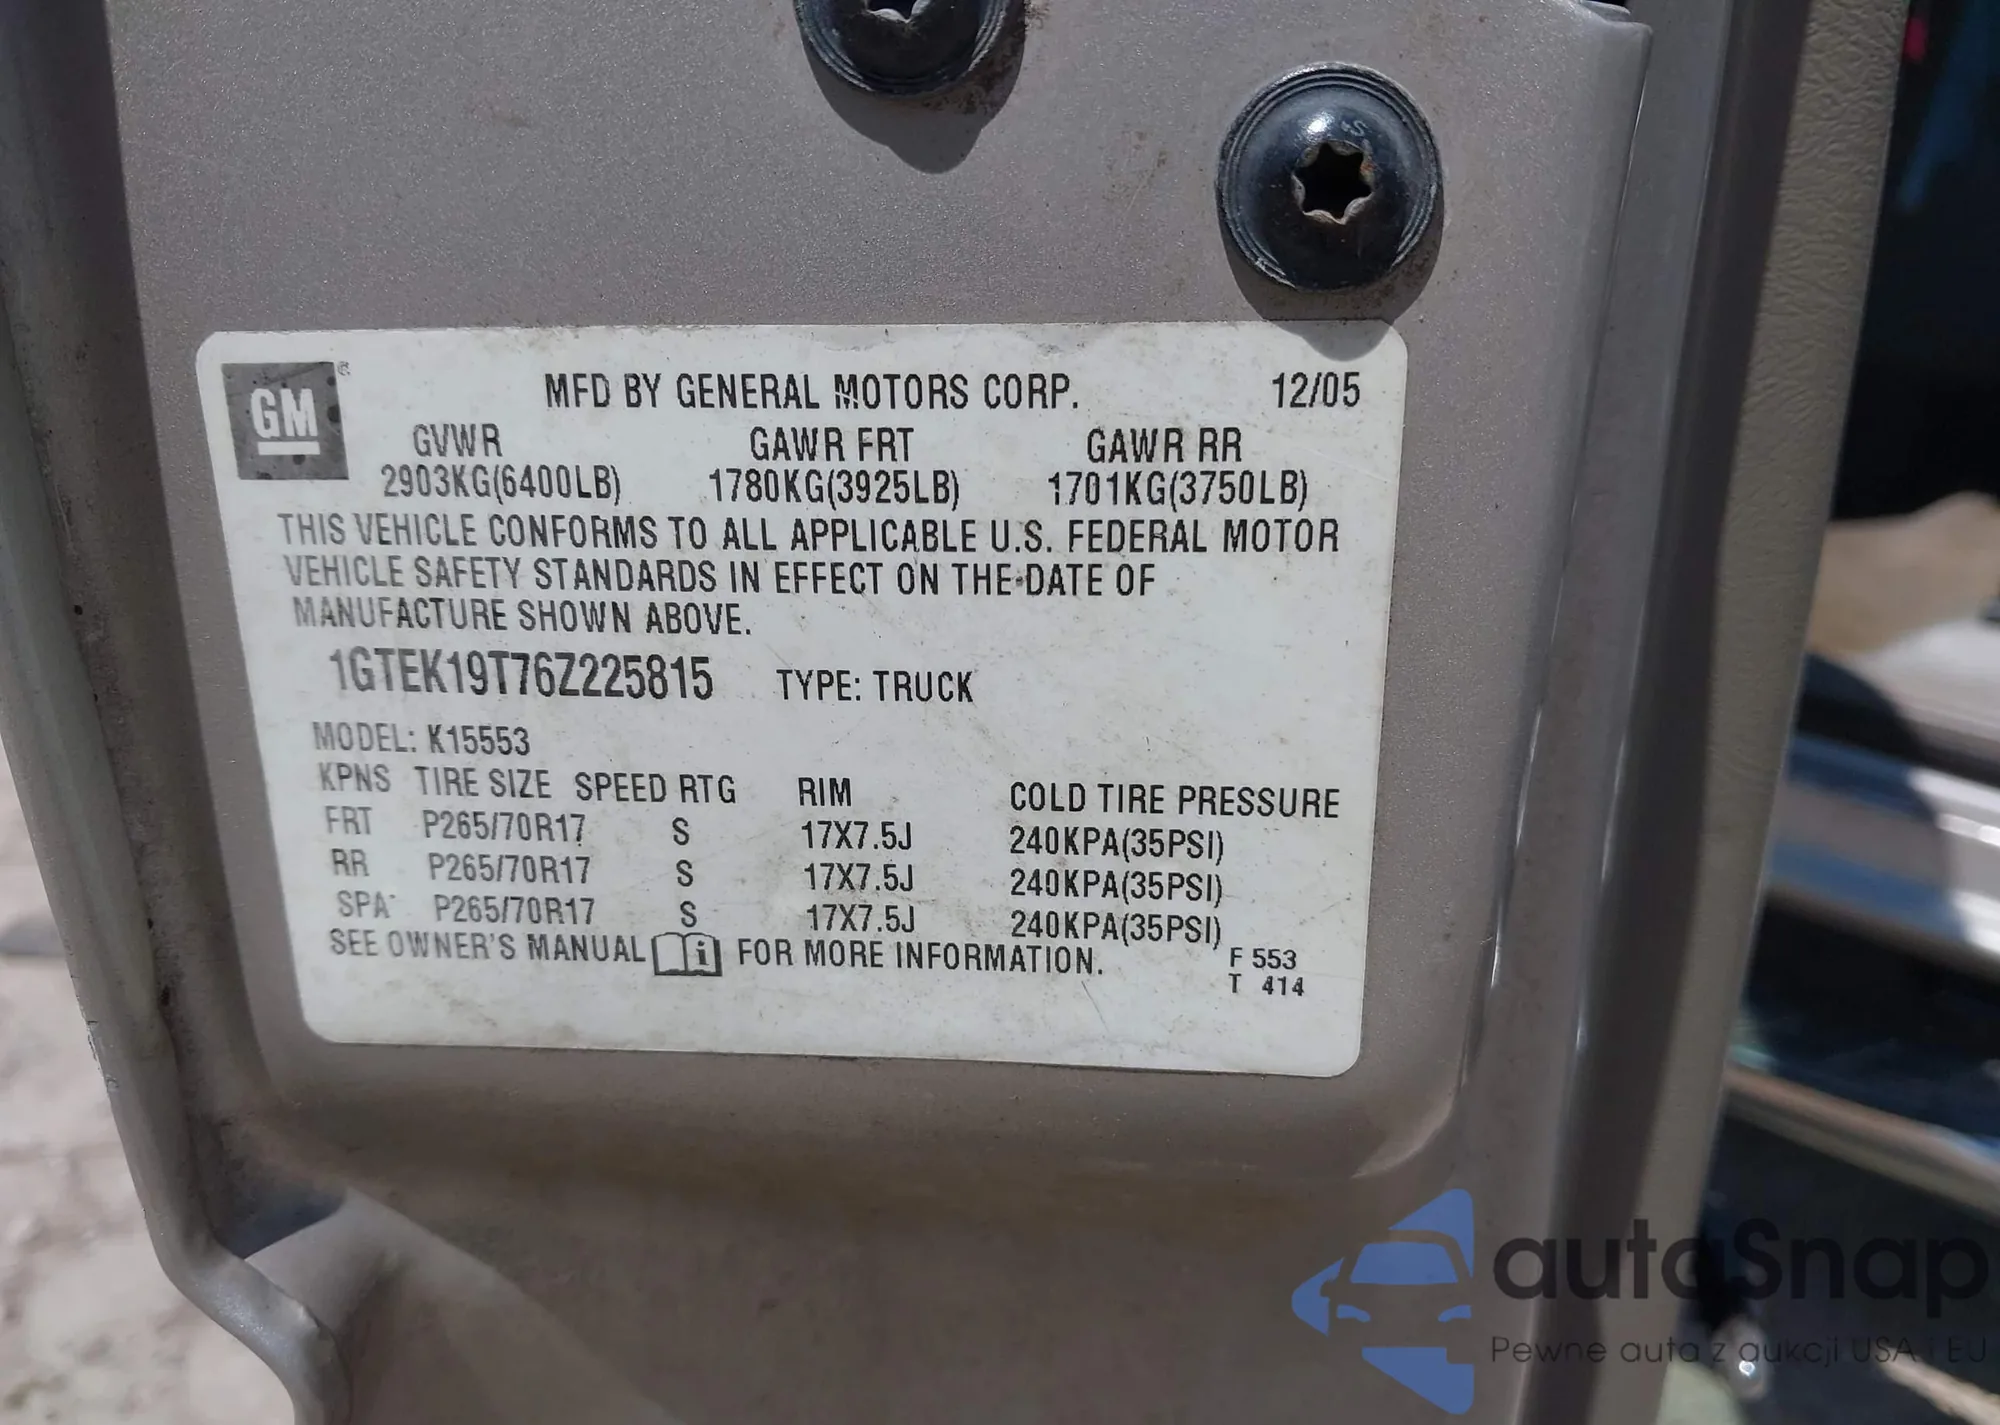 GM ®
MFD BY GENERAL MOTORS CORP. 12/05
GVWR GAWR FRT GAWR RR
2903KG(6400LB) 1780KG(3925LB) 1701KG(3750LB)
THIS VEHICLE CONFORMS TO ALL APPLICABLE U.S. FEDERAL MOTOR
VEHICLE SAFETY STANDARDS IN EFFECT ON THE DATE OF
MANUFACTURE SHOWN ABOVE.
1GTEK19T76Z225815 TYPE: TRUCK
MODEL: K15553
KPNS TIRE SIZE SPEED RTG RIM COLD TIRE PRESSURE
FRT P265/70R17 S 17X7.5J 240KPA(35PSI)
RR P265/70R17 S 17X7.5J 240KPA(35PSI)
SPA P265/70R17 S 17X7.5J 240KPA(35PSI)
SEE OWNER'S MANUAL i FOR MORE INFORMATION.
F 553
T 414
autoSnap
Pewne auta z aukcji USA i EU